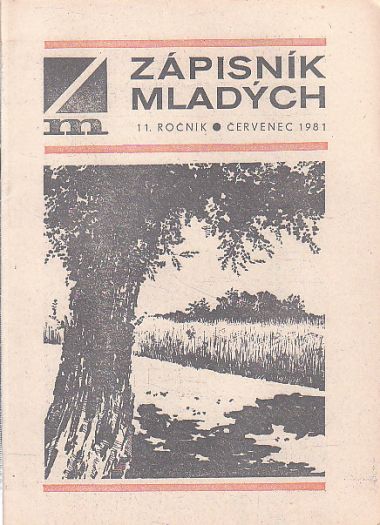 ZÁPISNÍK
MLADÝCH
m
11. ROČNÍK ● ČERVENEC 1981